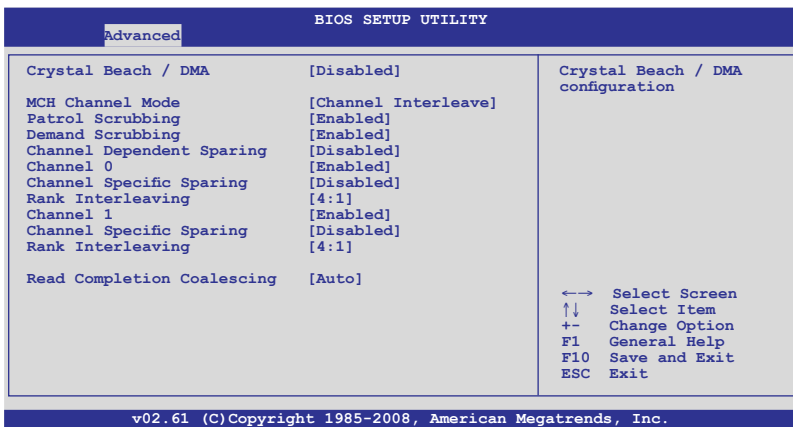 BIOS SETUP UTILITY
Advanced
Crystal Beach / DMA [Disabled]
MCH Channel Mode [Channel Interleave]
Patrol Scrubbing [Enabled]
Demand Scrubbing [Enabled]
Channel Dependent Sparing [Disabled]
Channel 0 [Enabled]
Channel Specific Sparing [Disabled]
Rank Interleaving [4:1]
Channel 1 [Enabled]
Channel Specific Sparing [Disabled]
Rank Interleaving [4:1]
Read Completion Coalescing [Auto]
Crystal Beach / DMA
configuration
←→ Select Screen
↑↓ Select Item
+- Change Option
F1 General Help
F10 Save and Exit
ESC Exit
v02.61 (C)Copyright 1985-2008, American Megatrends, Inc.